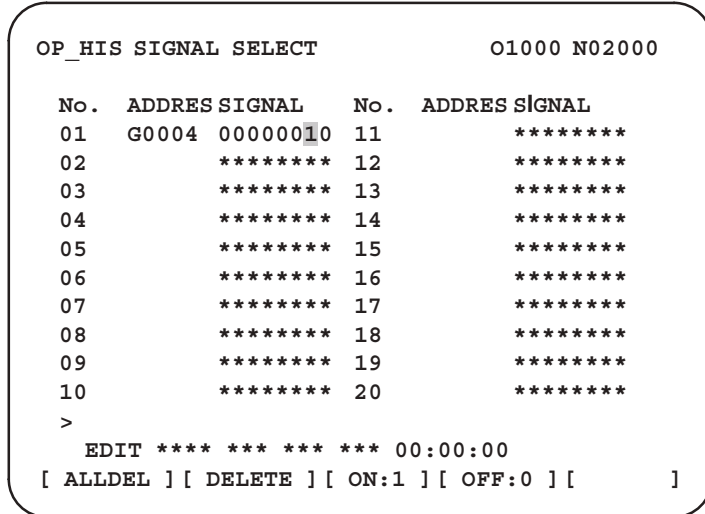 OP_HIS SIGNAL SELECT O1000 N02000
No. ADDRES SIGNAL No. ADDRES SIGNAL
01 G0004 00000010 11 ********
02 ******** 12 ********
03 ******** 13 ********
04 ******** 14 ********
05 ******** 15 ********
06 ******** 16 ********
07 ******** 17 ********
08 ******** 18 ********
09 ******** 19 ********
10 ******** 20 ********
>
EDIT **** *** *** *** 00:00:00
[ ALLDEL ][ DELETE ][ ON:1 ][ OFF:0 ][ ]